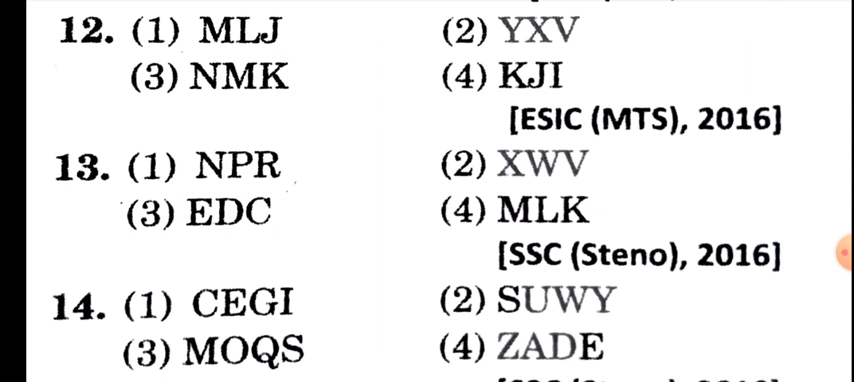 12. (1) MLJ (2) YXV
(3) NMK (4) KJI
[ESIC (MTS), 2016]
13. (1) NPR (2) XWV
(3) EDC (4) MLK
[SSC (Steno), 2016]
14. (1) CEGI (2) SUWY
(3) MOQS (4) ZADE